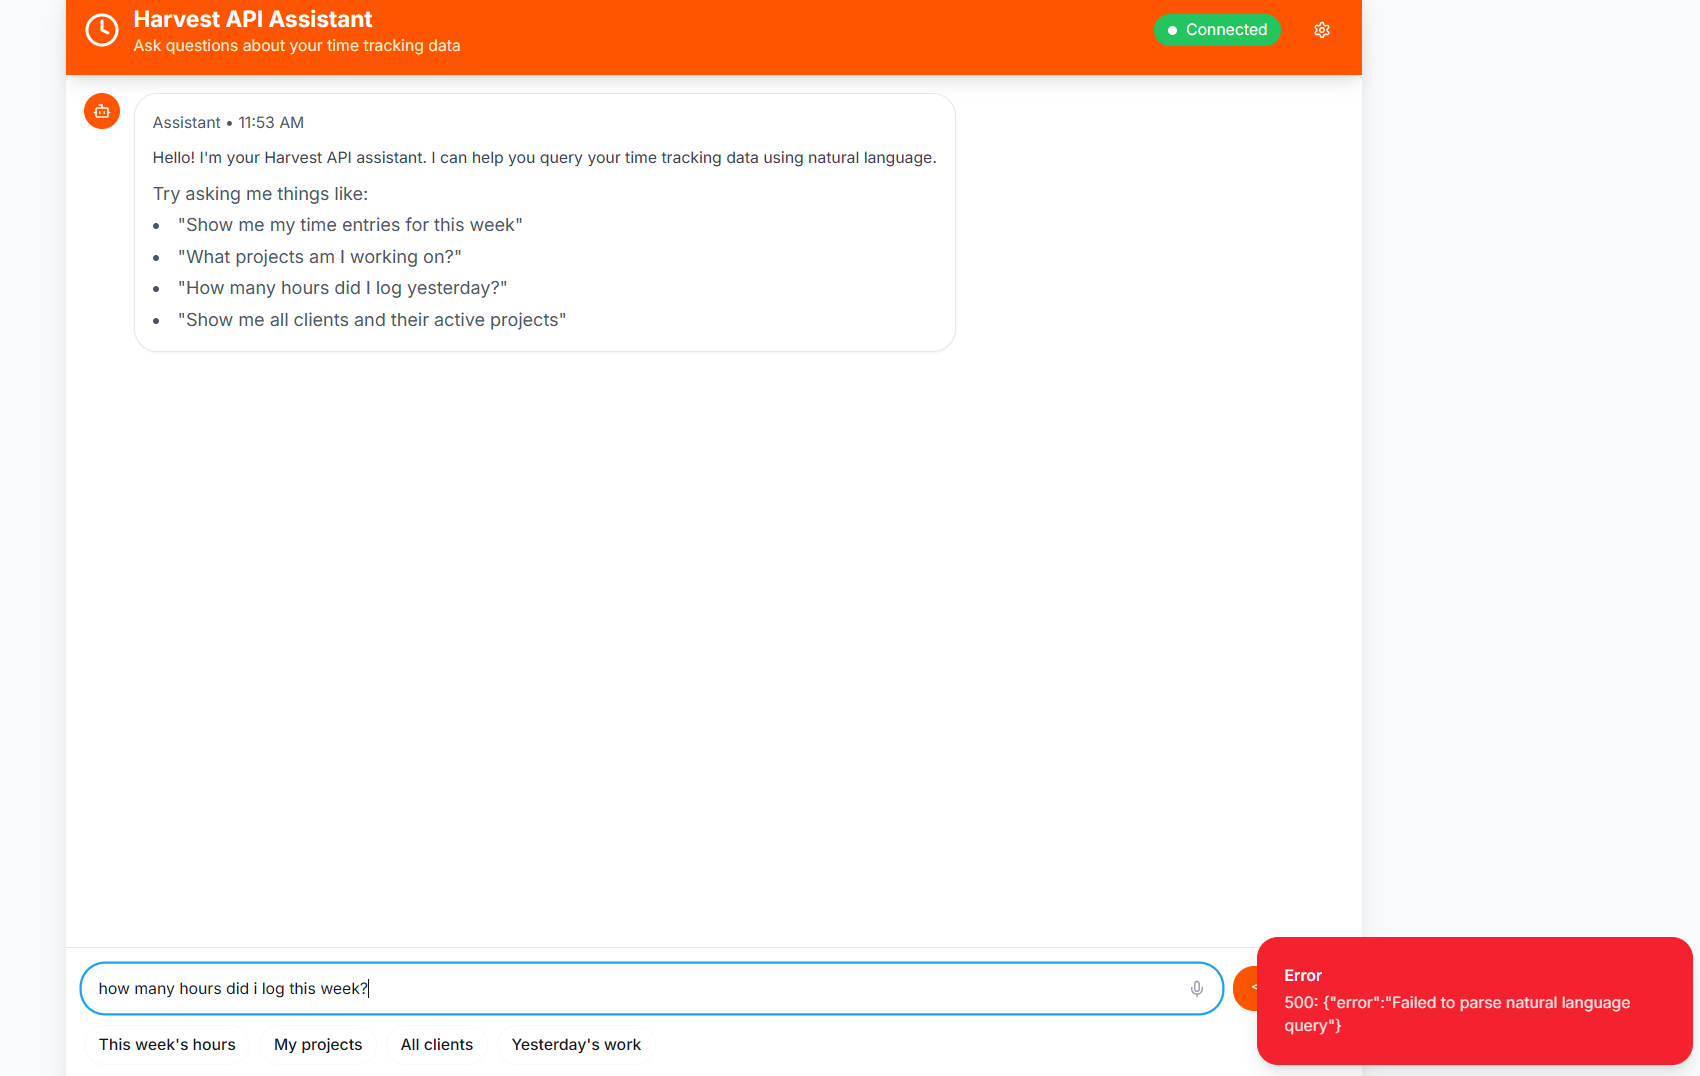 Harvest API Assistant
Ask questions about your time tracking data
Connected
Assistant • 11:53 AM
Hello! I'm your Harvest API assistant. I can help you query your time tracking data using natural language.
Try asking me things like:
• "Show me my time entries for this week"
• "What projects am I working on?"
• "How many hours did I log yesterday?"
• "Show me all clients and their active projects"
how many hours did i log this week?
Error
500: {"error":"Failed to parse natural language
query"}
This week's hours
My projects
All clients
Yesterday's work